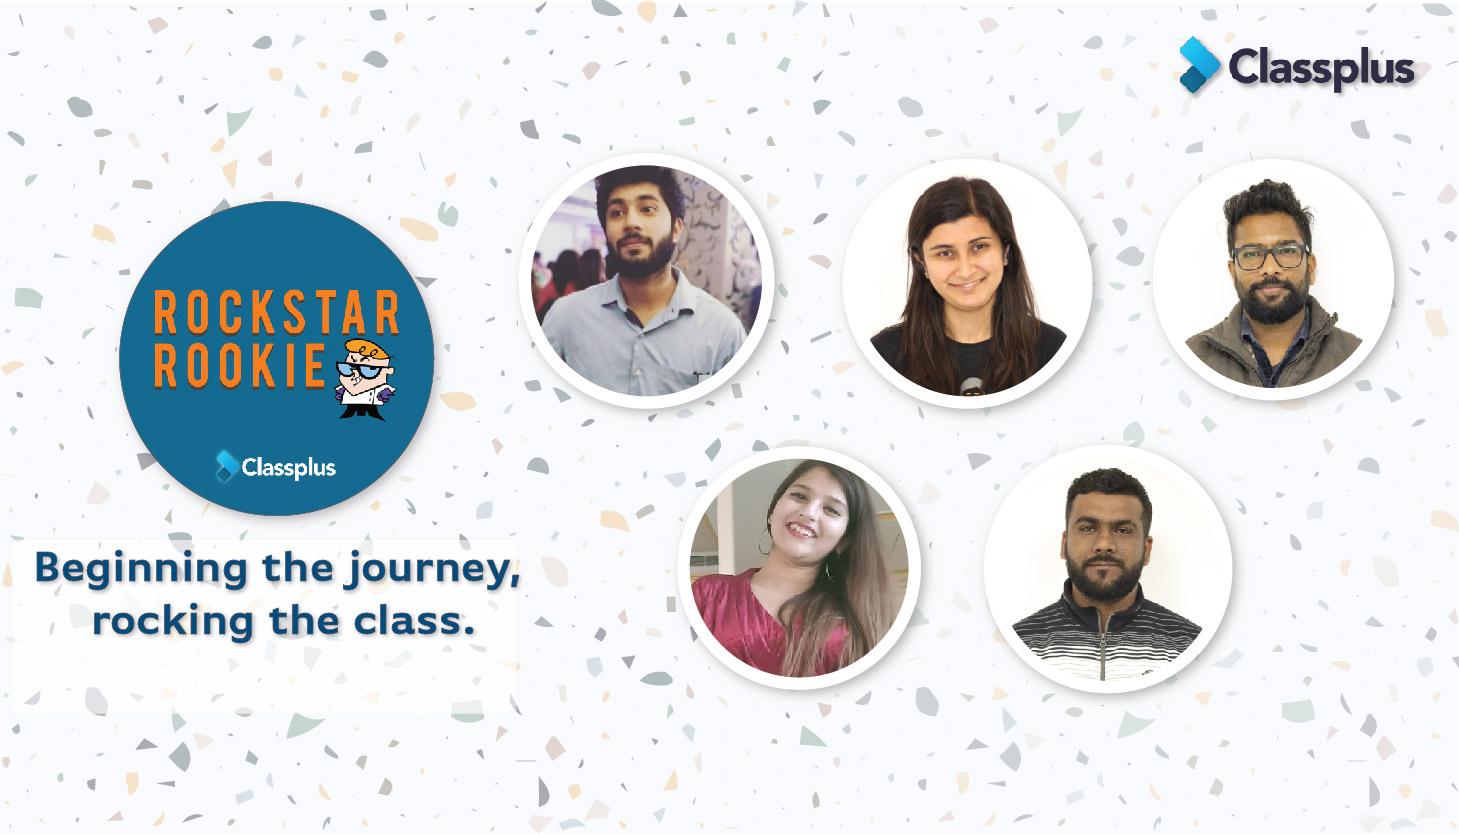 Classplus
ROCKSTAR
ROOKIE
Classplus
Beginning the journey,
rocking the class.